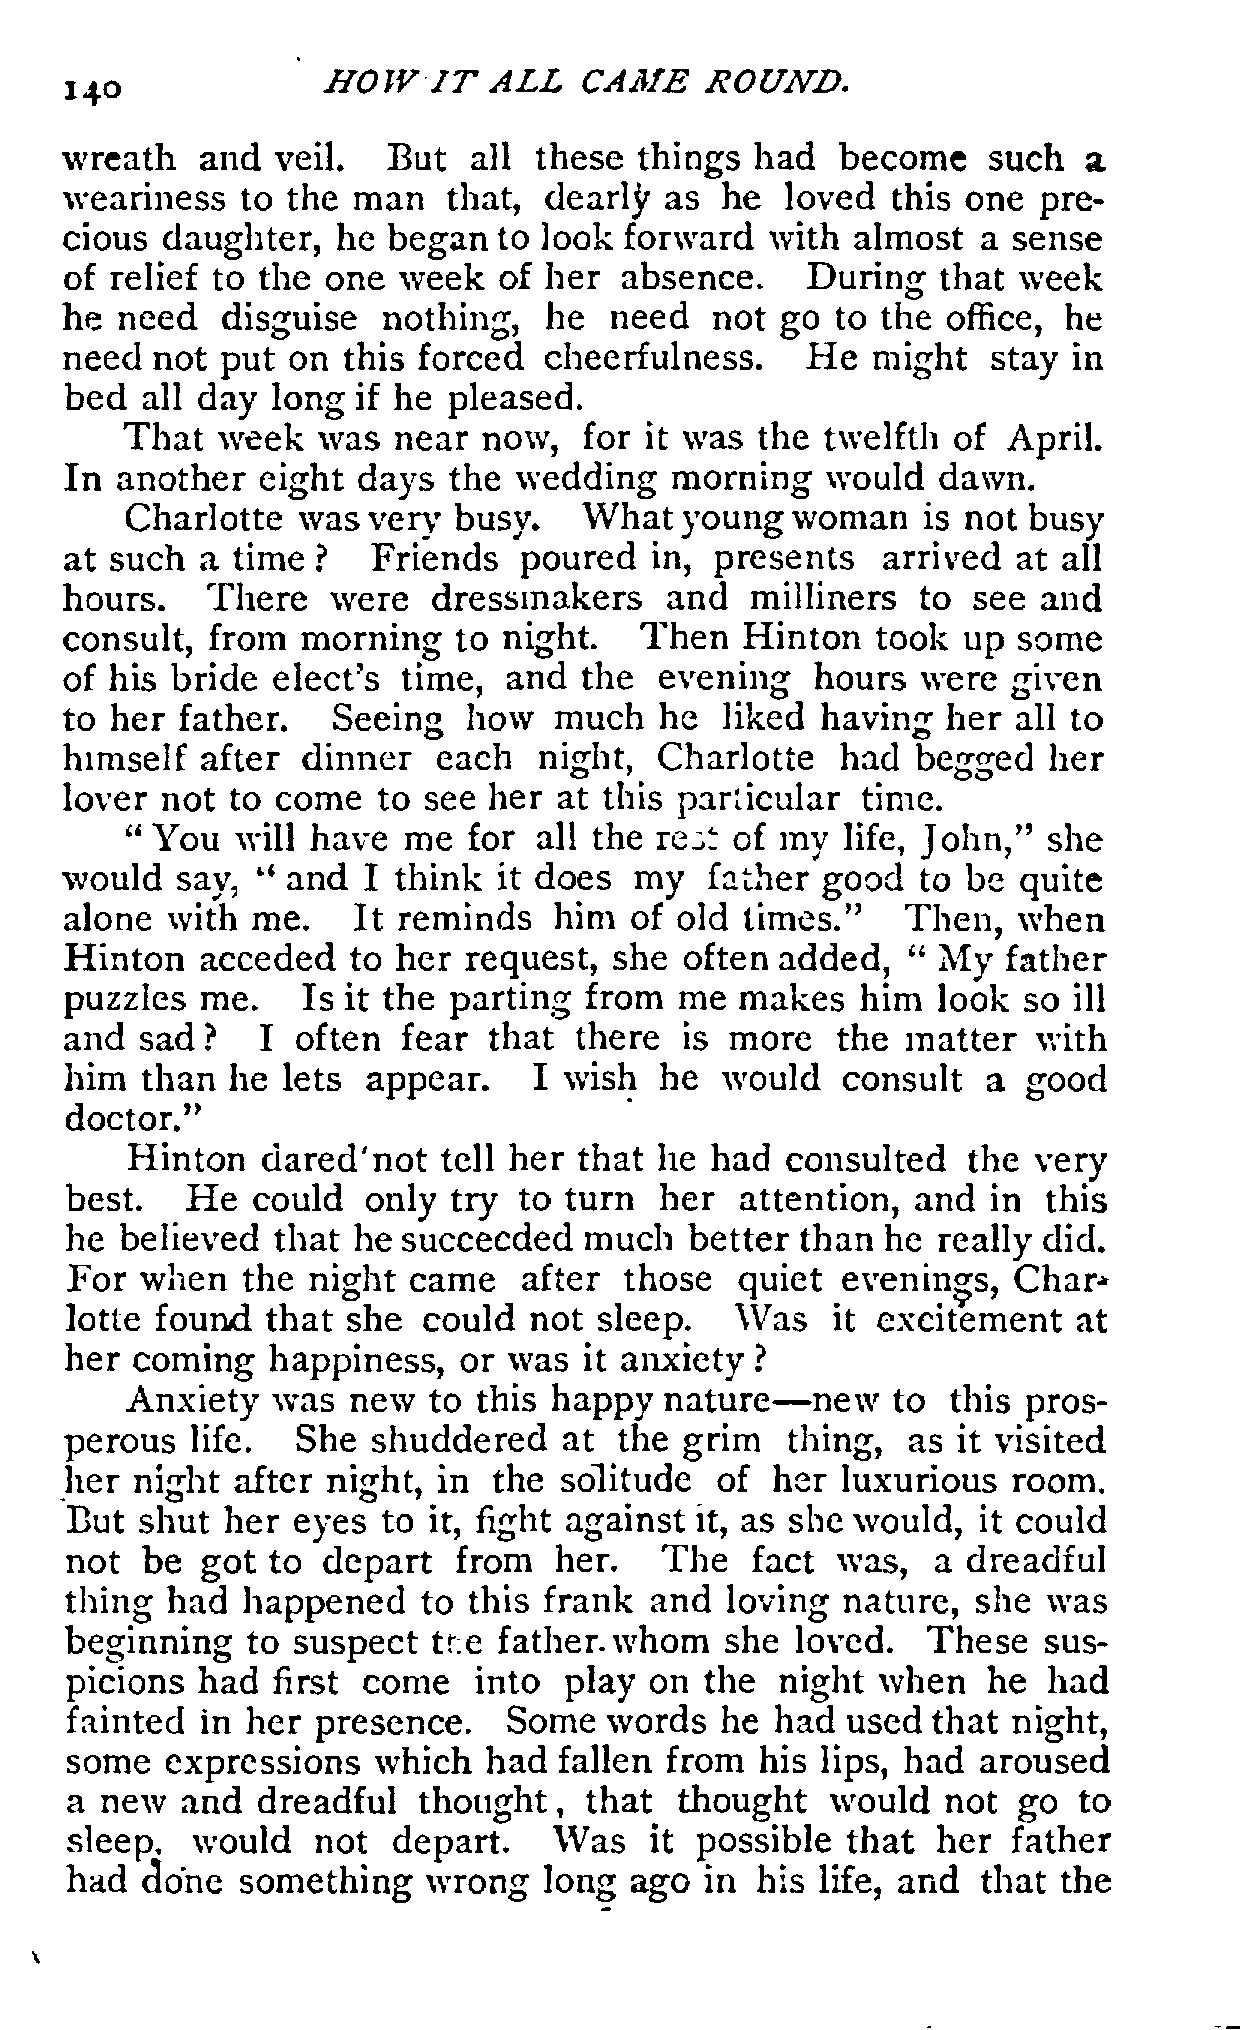 140 HOW IT ALL CAME ROUND.
wreath and veil. But all these things had become such a
weariness to the man that, dearly as he loved this one pre-
cious daughter, he began to look forward with almost a sense
of relief to the one week of her absence. During that week
he need disguise nothing, he need not go to the office, he
need not put on this forced cheerfulness. He might stay in
bed all day long if he pleased.
That week was near now, for it was the twelfth of April.
In another eight days the wedding morning would dawn.
Charlotte was very busy. What young woman is not busy
at such a time? Friends poured in, presents arrived at all
hours. There were dressmakers and milliners to see and
consult, from morning to night. Then Hinton took up some
of his bride elect's time, and the evening hours were given
to her father. Seeing how much he liked having her all to
himself after dinner each night, Charlotte had begged her
lover not to come to see her at this particular time.
"You will have me for all the rest of my life, John," she
would say, "and I think it does my father good to be quite
alone with me. It reminds him of old times." Then, when
Hinton acceded to her request, she often added, "My father
puzzles me. Is it the parting from me makes him look so ill
and sad? I often fear that there is more the matter with
him than he lets appear. I wish he would consult a good
doctor."
Hinton dared not tell her that he had consulted the very
best. He could only try to turn her attention, and in this
he believed that he succeeded much better than he really did.
For when the night came after those quiet evenings, Char-
lotte found that she could not sleep. Was it excitement at
her coming happiness, or was it anxiety?
Anxiety was new to this happy nature—new to this pros-
perous life. She shuddered at the grim thing, as it visited
her night after night, in the solitude of her luxurious room.
But shut her eyes to it, fight against it, as she would, it could
not be got to depart from her. The fact was, a dreadful
thing had happened to this frank and loving nature, she was
beginning to suspect the father whom she loved. These sus-
picions had first come into play on the night when he had
fainted in her presence. Some words he had used that night,
some expressions which had fallen from his lips, had aroused
a new and dreadful thought, that thought would not go to
sleep, would not depart. Was it possible that her father
had done something wrong long ago in his life, and that the